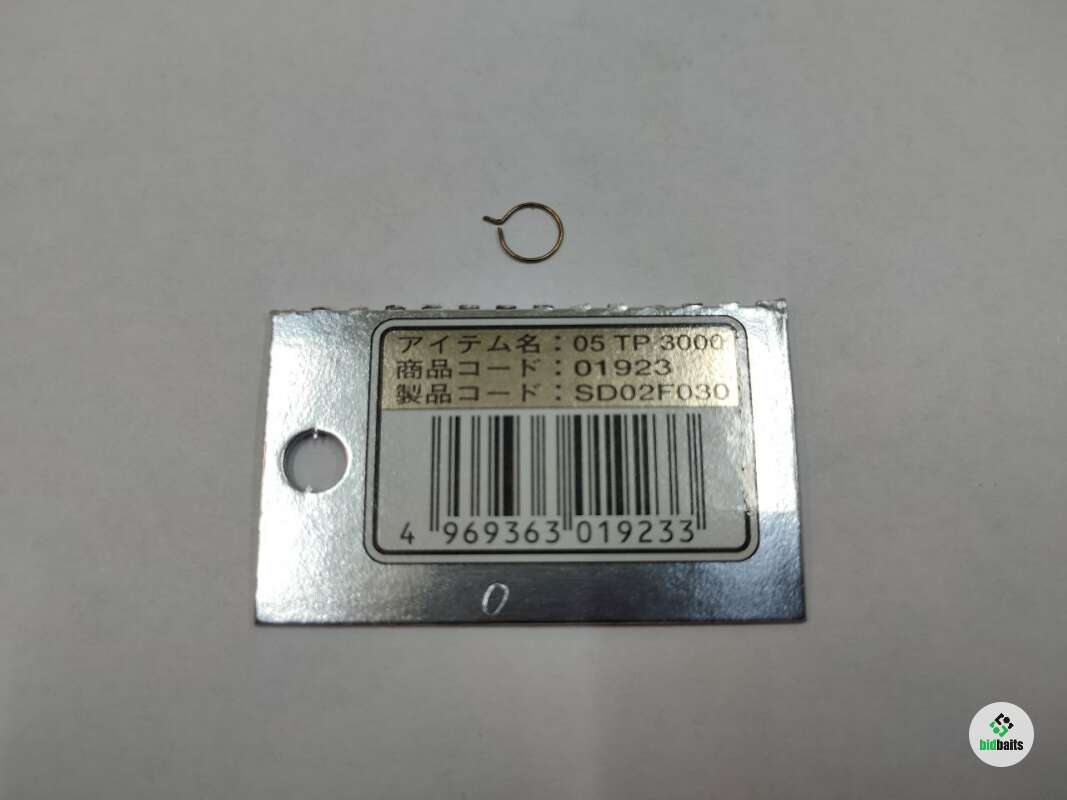 アイテム名：05 TP 3000
商品コード：01923
製品コード：SD02F030
4 969363 019233
0
bidbaits